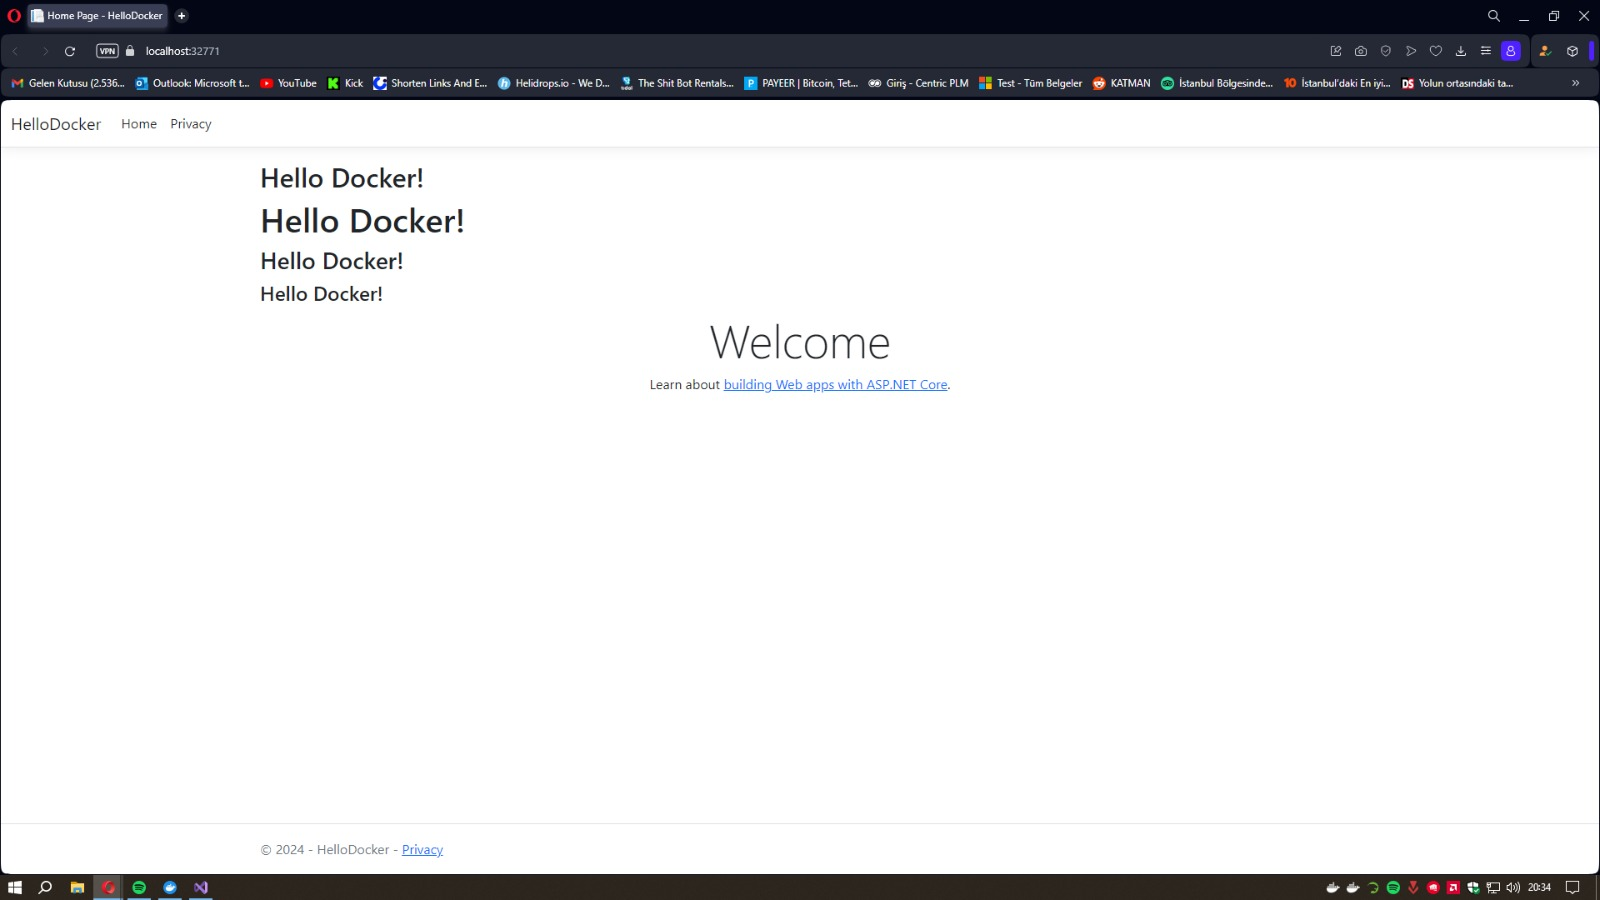 Home Page - HelloDocker
VPN
localhost:32771
Gelen Kutusu (2.536...
Outlook: Microsoft t...
YouTube
Kick
Shorten Links And E...
Helidrops.io - We D...
The Shit Bot Rentals...
PAYEER | Bitcoin, Tet...
Giriş - Centric PLM
Test - Tüm Belgeler
KATMAN
İstanbul Bölgesinde...
10 İstanbul'daki En iyi...
DS Yolun ortasındaki ta...
HelloDocker Home Privacy
Hello Docker!
Hello Docker!
Hello Docker!
Hello Docker!
Welcome
Learn about building Web apps with ASP.NET Core.
© 2024 - HelloDocker - Privacy
20:34